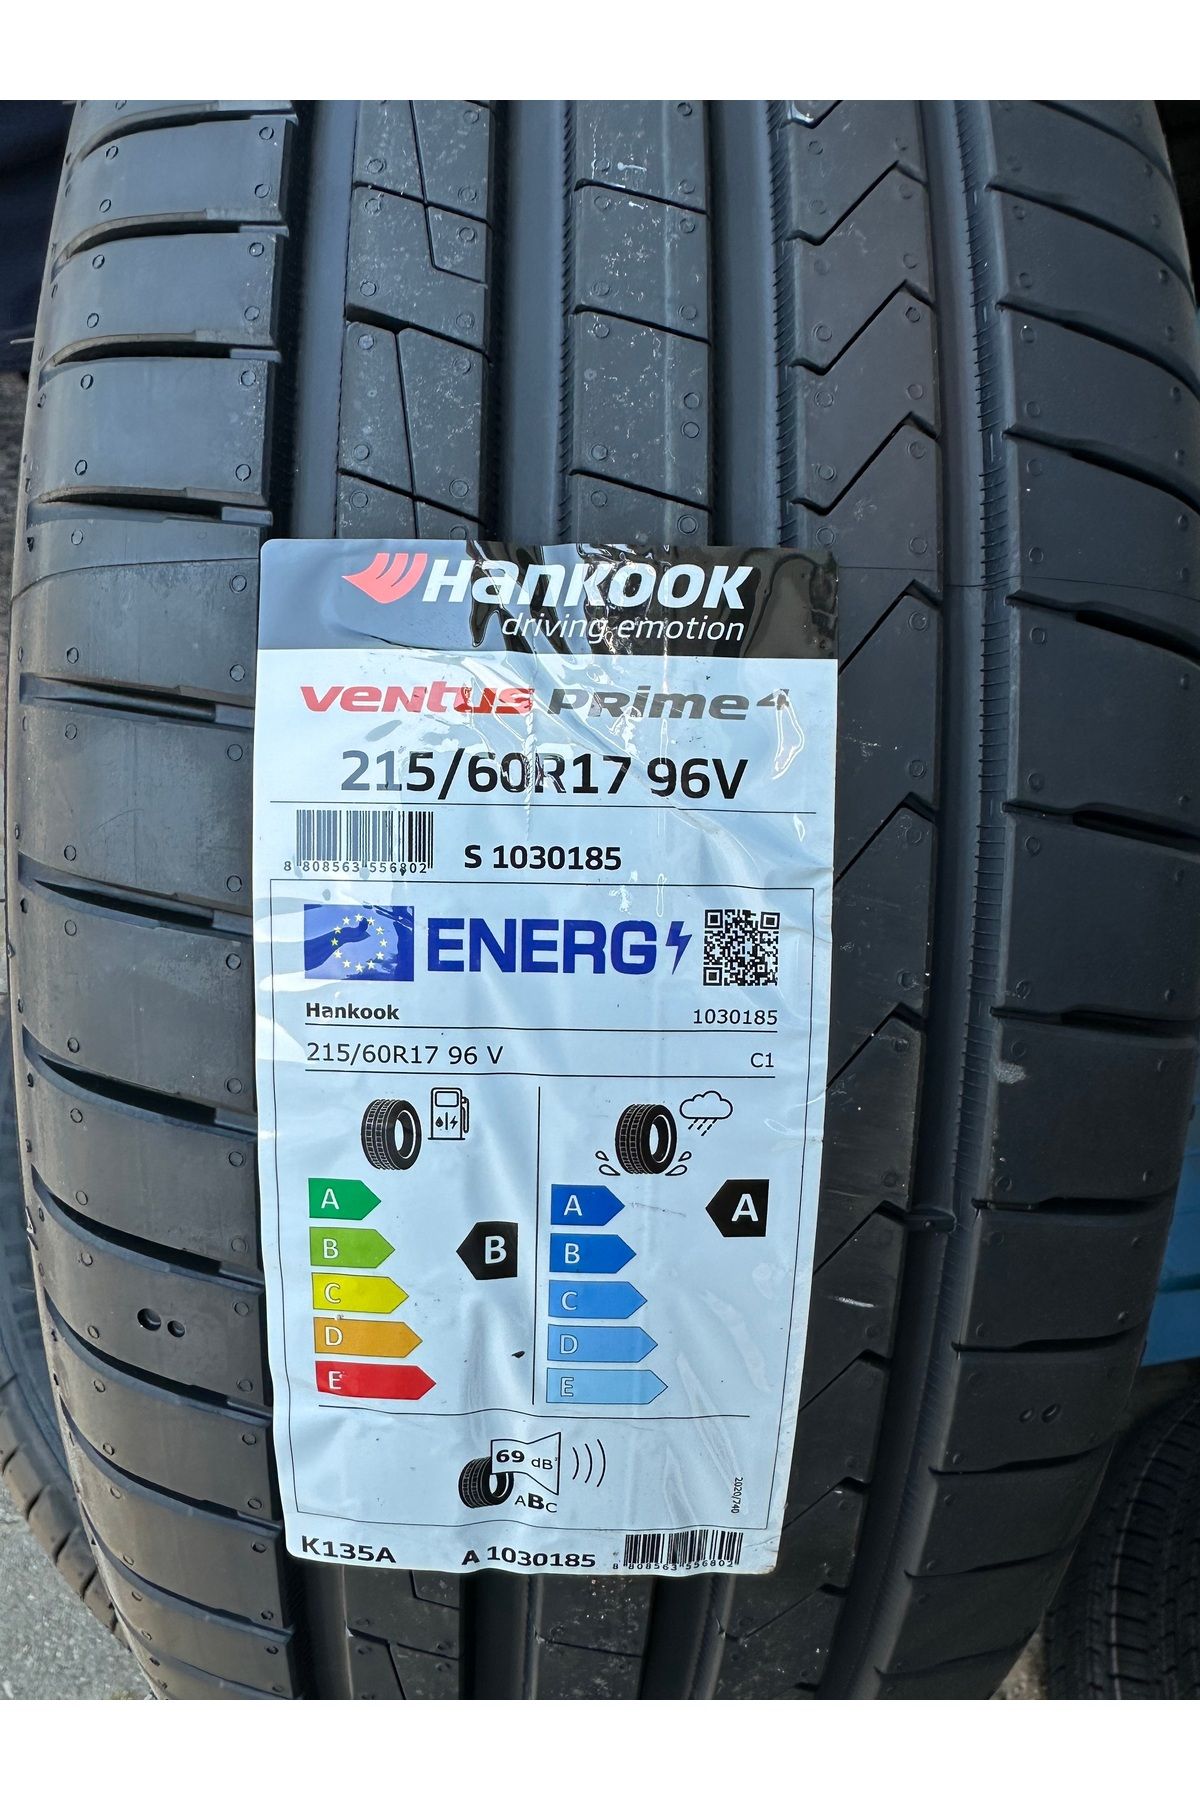 Hankook
driving emotion
ventus prime4
215/60R17 96V
8 808563 556802
S 1030185
ENERG
Hankook
1030185
215/60R17 96 V
C1
A
A
A
B
B
B
C
C
D
D
E
E
69 dB
ABC
2020/740
K135A
A 1030185
8 808563 556802